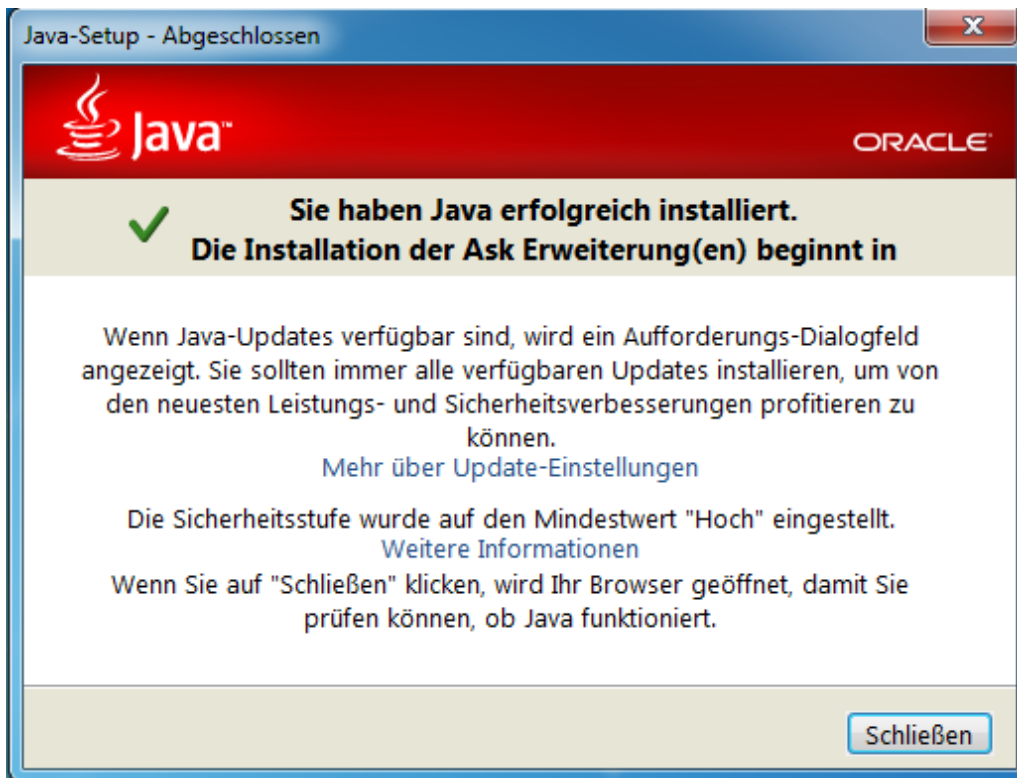 Java-Setup - Abgeschlossen
Java™
ORACLE
Sie haben Java erfolgreich installiert.
Die Installation der Ask Erweiterung(en) beginnt in
Wenn Java-Updates verfügbar sind, wird ein Aufforderungs-Dialogfeld
angezeigt. Sie sollten immer alle verfügbaren Updates installieren, um von
den neuesten Leistungs- und Sicherheitsverbesserungen profitieren zu
können.
Mehr über Update-Einstellungen
Die Sicherheitsstufe wurde auf den Mindestwert "Hoch" eingestellt.
Weitere Informationen
Wenn Sie auf "Schließen" klicken, wird Ihr Browser geöffnet, damit Sie
prüfen können, ob Java funktioniert.
Schließen